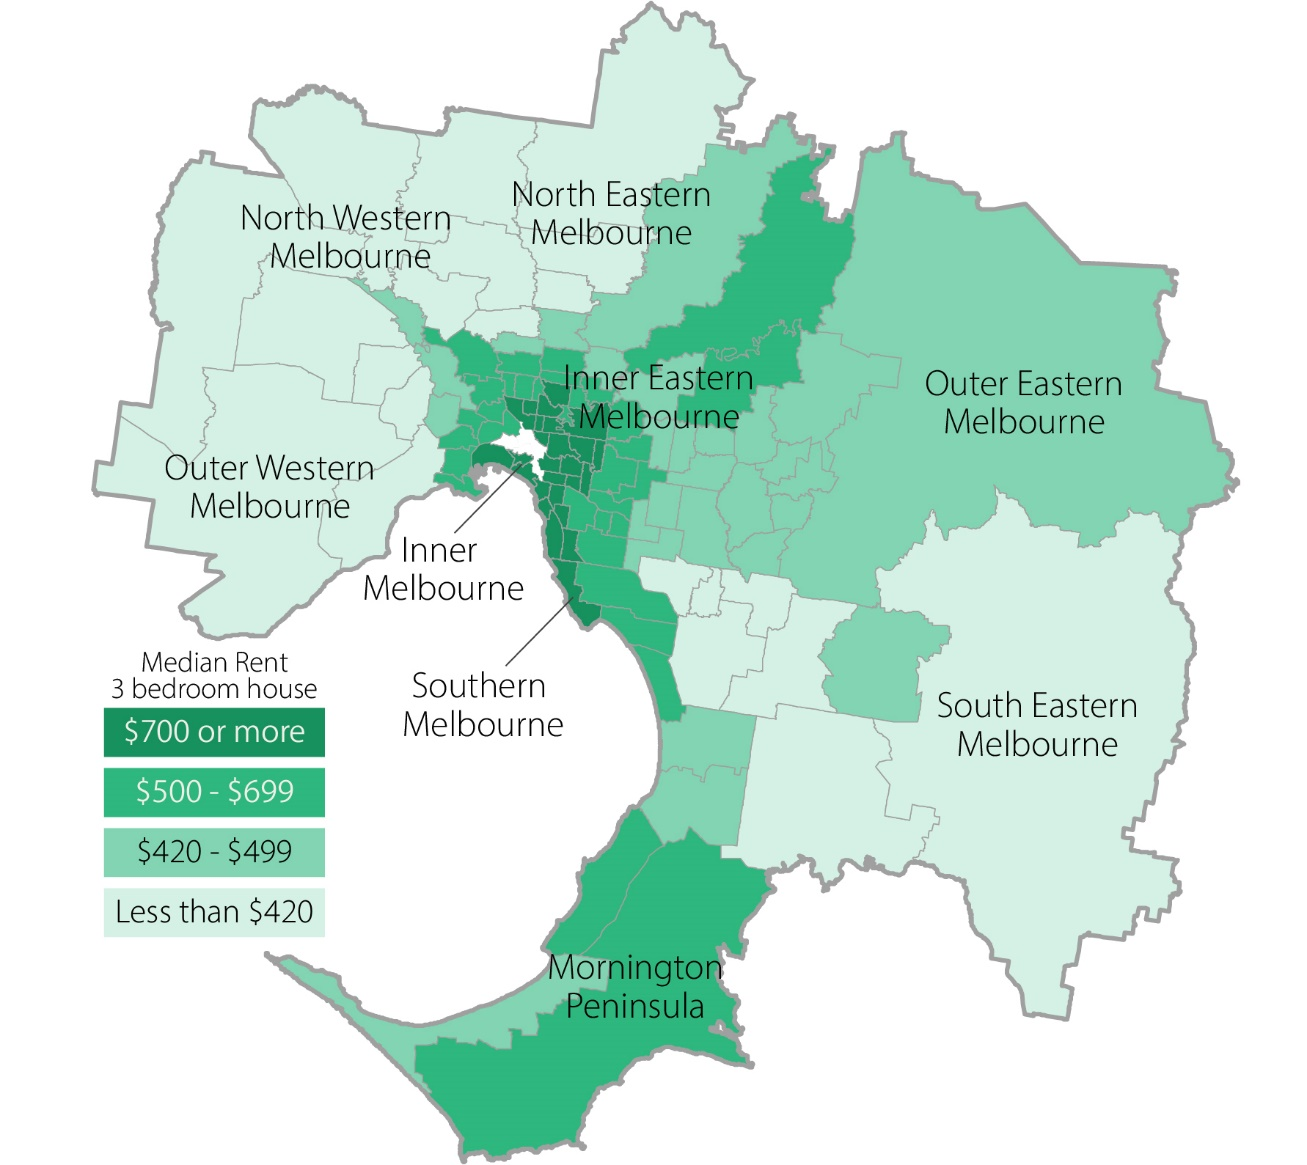 North Eastern
Melbourne
North Western
Melbourne
Inner Eastern
Melbourne
Outer Eastern
Melbourne
Outer Western
Melbourne
Inner
Melbourne
Southern
Melbourne
South Eastern
Melbourne
Median Rent
3 bedroom house
$700 or more
$500 - $699
$420 - $499
Less than $420
Mornington
Peninsula